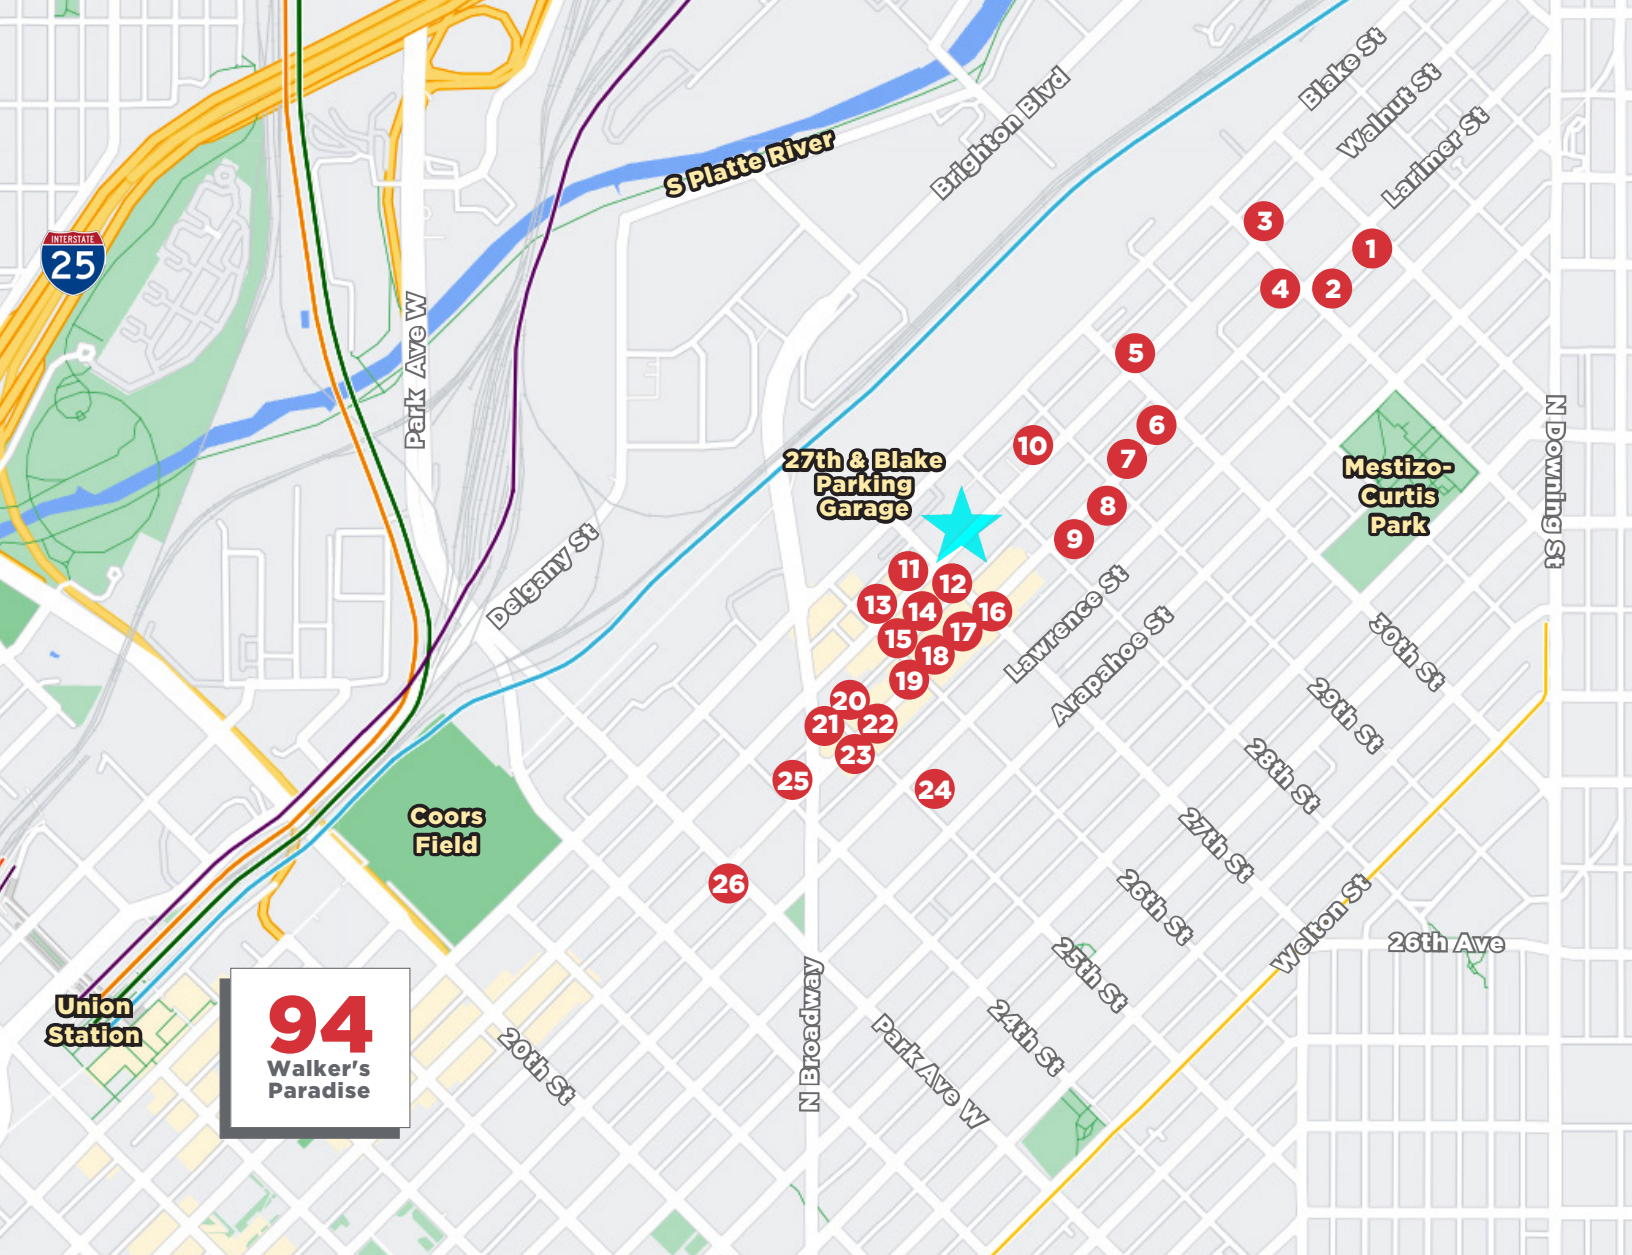 Blake St
Walnut St
Larimer St
Brighton Blvd
S Platte River
INTERSTATE
25
3
1
4
2
Park Ave W
5
N Downing St
6
10
7
27th & Blake
Parking
Garage
Mestizo-
Curtis
Park
8
9
Delgany St
11
12
13
14
16
15
17
18
19
Lawrence St
Arapahoe St
30th St
20
21
22
23
25
24
29th St
28th St
Coors
Field
27th St
26
26th St
Welton St
26th Ave
25th St
Union
Station
94
Walker's
Paradise
20th St
N Broadway
Park Ave W
24th St